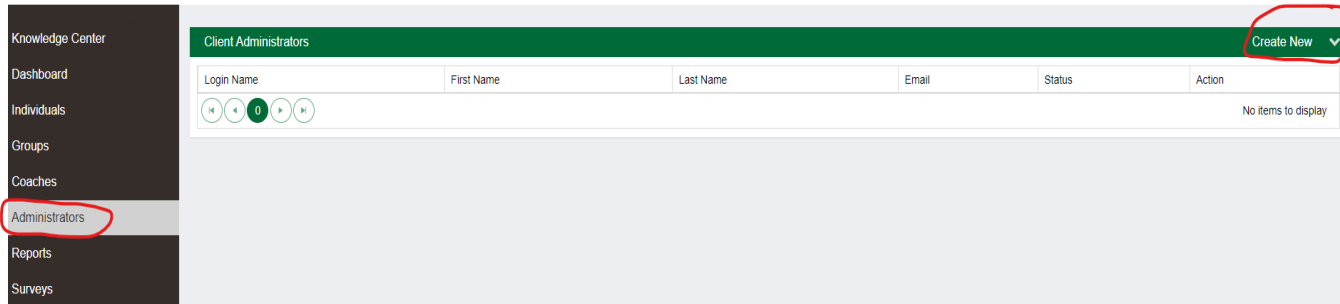 Knowledge Center
Dashboard
Individuals
Groups
Coaches
Administrators
Reports
Surveys
Client Administrators Create New
Login Name First Name Last Name Email Status Action
0 No items to display